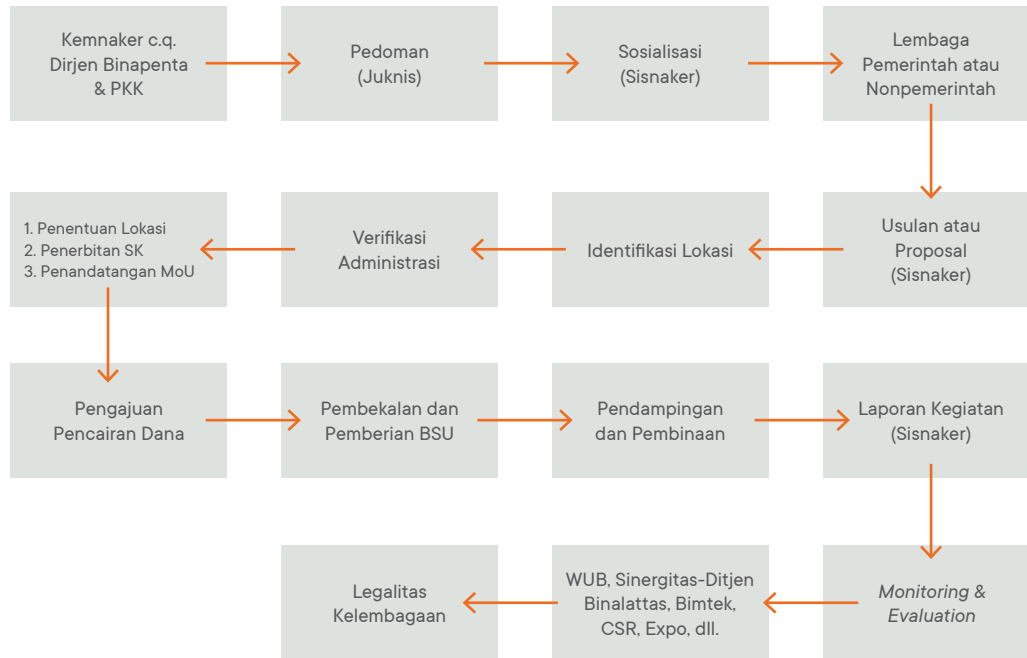 Kemnaker c.q.
Dirjen Binapenta
& PKK
Pedoman
(Juknis)
Sosialisasi
(Sisnaker)
Lembaga
Pemerintah atau
Nonpemerintah
Usulan atau
Proposal
(Sisnaker)
Identifikasi Lokasi
Verifikasi
Administrasi
1. Penentuan Lokasi
2. Penerbitan SK
3. Penandatangan MoU
Pengajuan
Pencairan Dana
Pembekalan dan
Pemberian BSU
Pendampingan
dan Pembinaan
Laporan Kegiatan
(Sisnaker)
Monitoring &
Evaluation
WUB, Sinergitas-Ditjen
Binalattas, Bimtek,
CSR, Expo, dll.
Legalitas
Kelembagaan